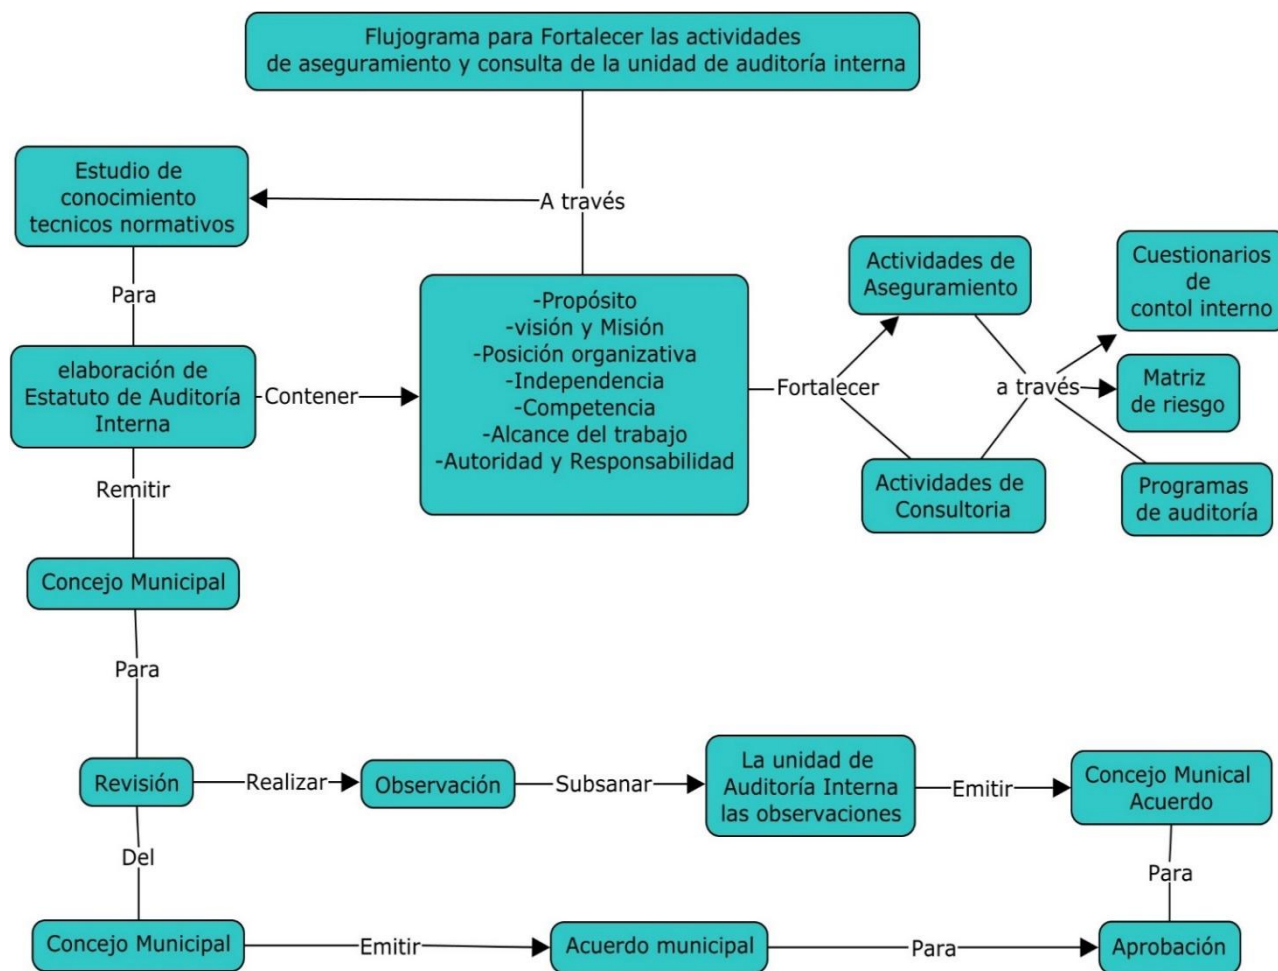 Flujograma para Fortalecer las actividades
de aseguramiento y consulta de la unidad de auditoría interna
Estudio de
conocimiento
tecnicos normativos
A través
Para
elaboración de
Estatuto de Auditoría
Interna
Contener
-Propósito
-visión y Misión
-Posición organizativa
-Independencia
-Competencia
-Alcance del trabajo
-Autoridad y Responsabilidad
Fortalecer
Actividades de
Aseguramiento
Actividades de
Consultoria
a través
Cuestionarios
de
contol interno
Matriz
de riesgo
Programas
de auditoría
Remitir
Concejo Municipal
Para
Revisión
Realizar
Observación
Subsanar
La unidad de
Auditoría Interna
las observaciones
Emitir
Concejo Munical
Acuerdo
Del
Para
Concejo Municipal
Emitir
Acuerdo municipal
Para
Aprobación